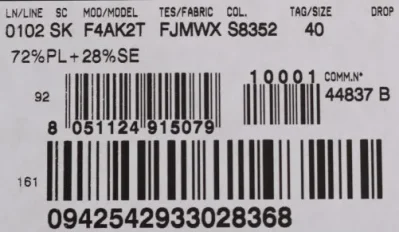 LN/LINE SC MOD/MODEL TES/FABRIC COL. TAG/SIZE DROP
0102 SK F4AK2T FJMWX S8352 40
72%PL+28%SE
10001 COMM.N°
92 44837 B
8 051124 915079
161
0942542933028368